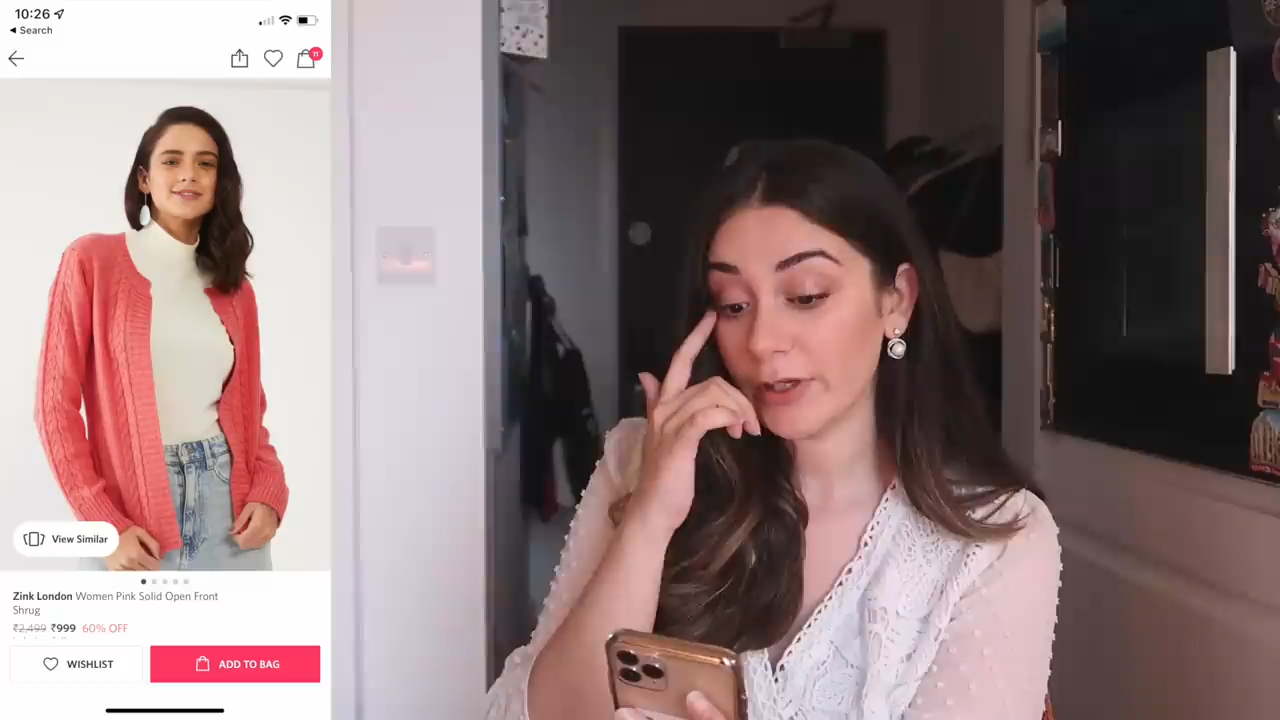 10:26
Search
11
View Similar
Zink London Women Pink Solid Open Front
Shrug
₹2,499 ₹999 60% OFF
WISHLIST
ADD TO BAG